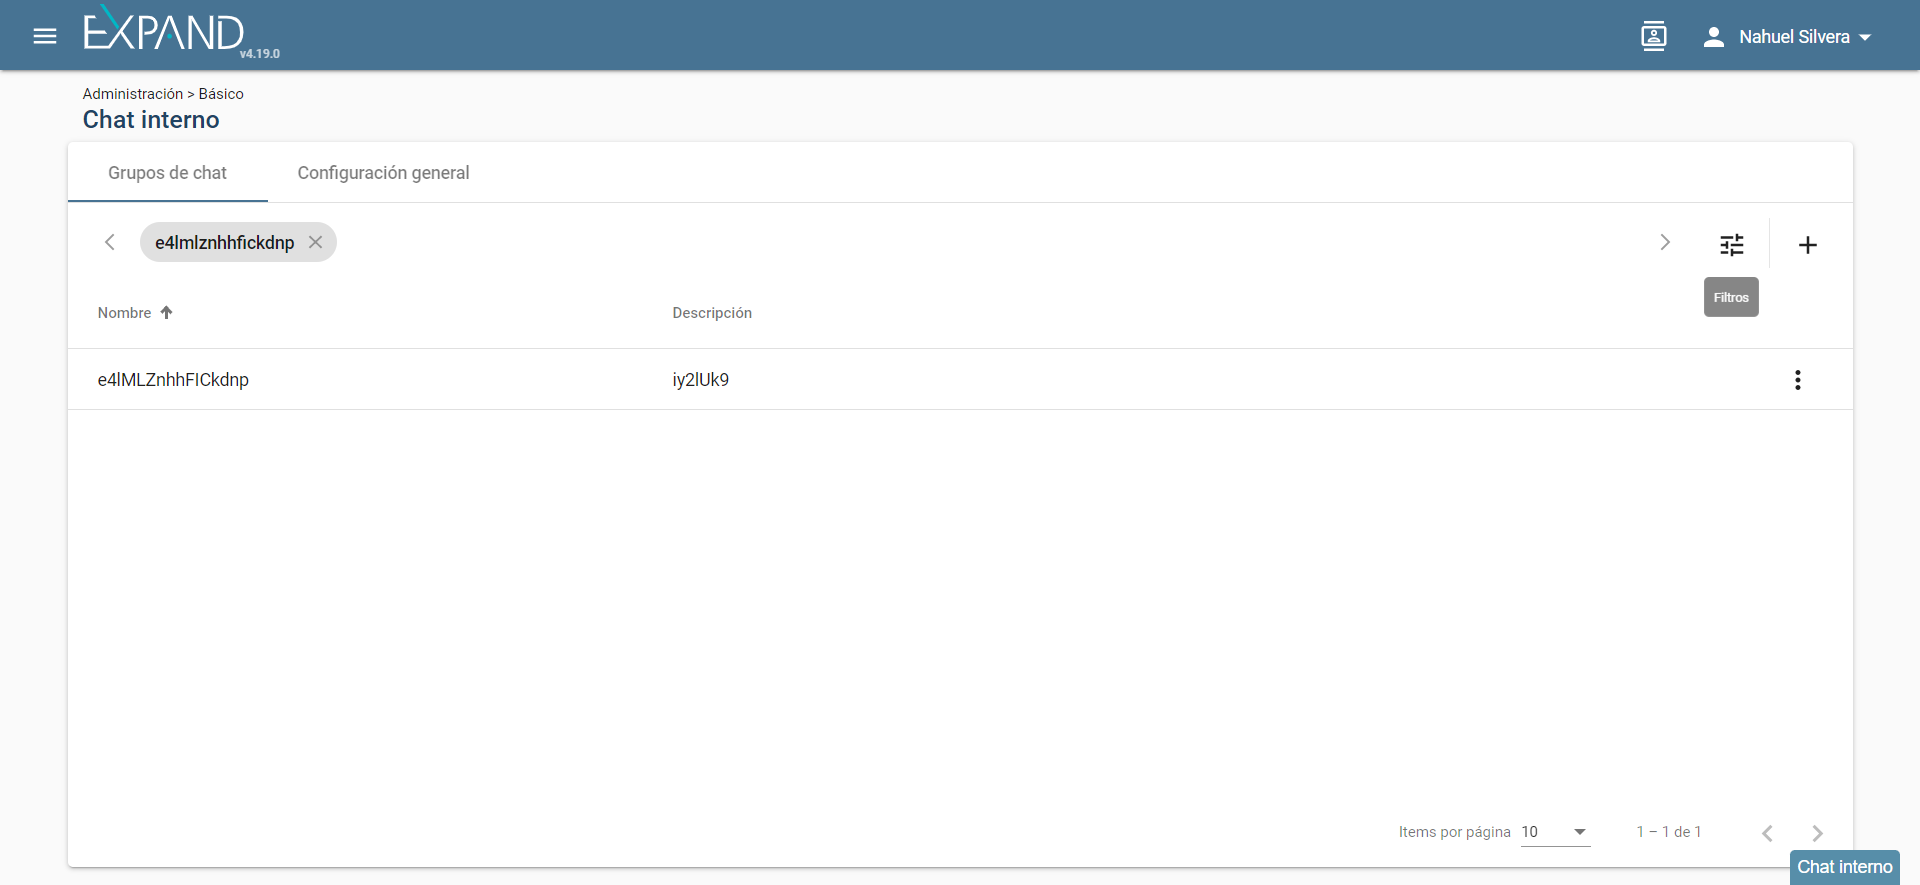 EXPAND
v4.19.0
Nahuel Silvera
Administración > Básico
Chat interno
Grupos de chat
Configuración general
e4lmlznhhfickdnp
Filtros
Nombre
Descripción
e4lMLZnhhFICkdnp
iy2lUk9
Items por página
10
1 – 1 de 1
Chat interno